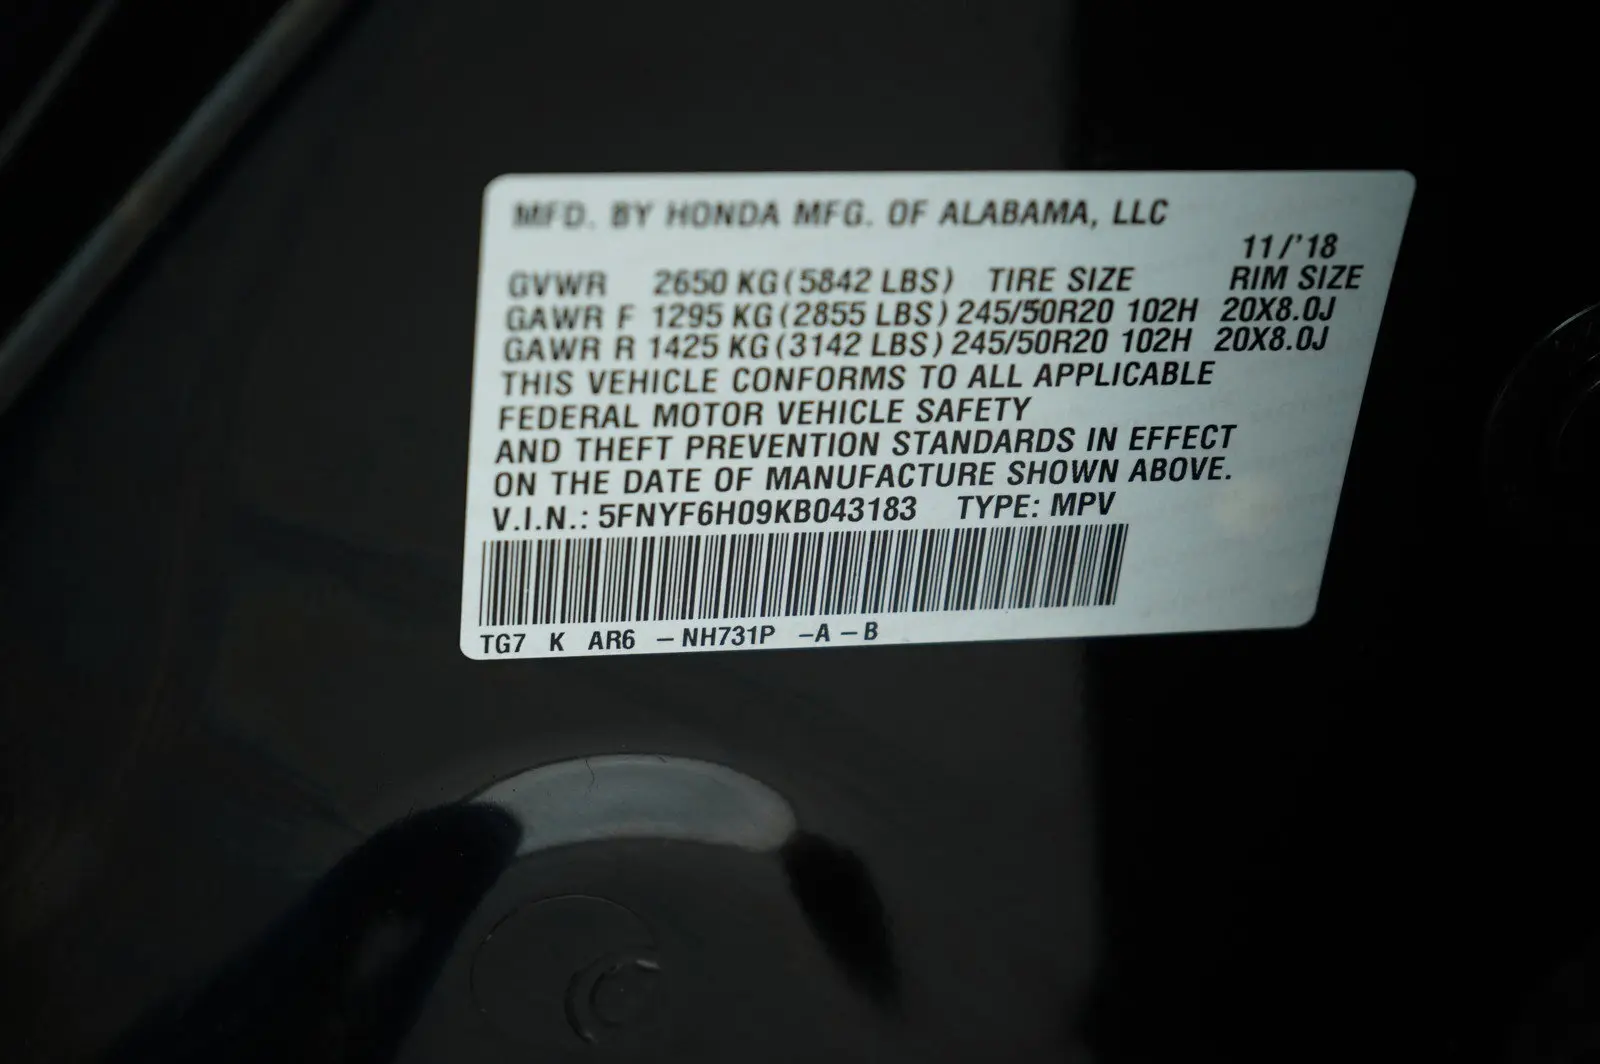 MFD. BY HONDA MFG. OF ALABAMA, LLC
11/'18
GVWR 2650 KG (5842 LBS) TIRE SIZE RIM SIZE
GAWR F 1295 KG (2855 LBS) 245/50R20 102H 20X8.0J
GAWR R 1425 KG (3142 LBS) 245/50R20 102H 20X8.0J
THIS VEHICLE CONFORMS TO ALL APPLICABLE
FEDERAL MOTOR VEHICLE SAFETY
AND THEFT PREVENTION STANDARDS IN EFFECT
ON THE DATE OF MANUFACTURE SHOWN ABOVE.
V.I.N.: 5FNYF6H09KB043183 TYPE: MPV
TG7 K AR6 -NH731P -A-B